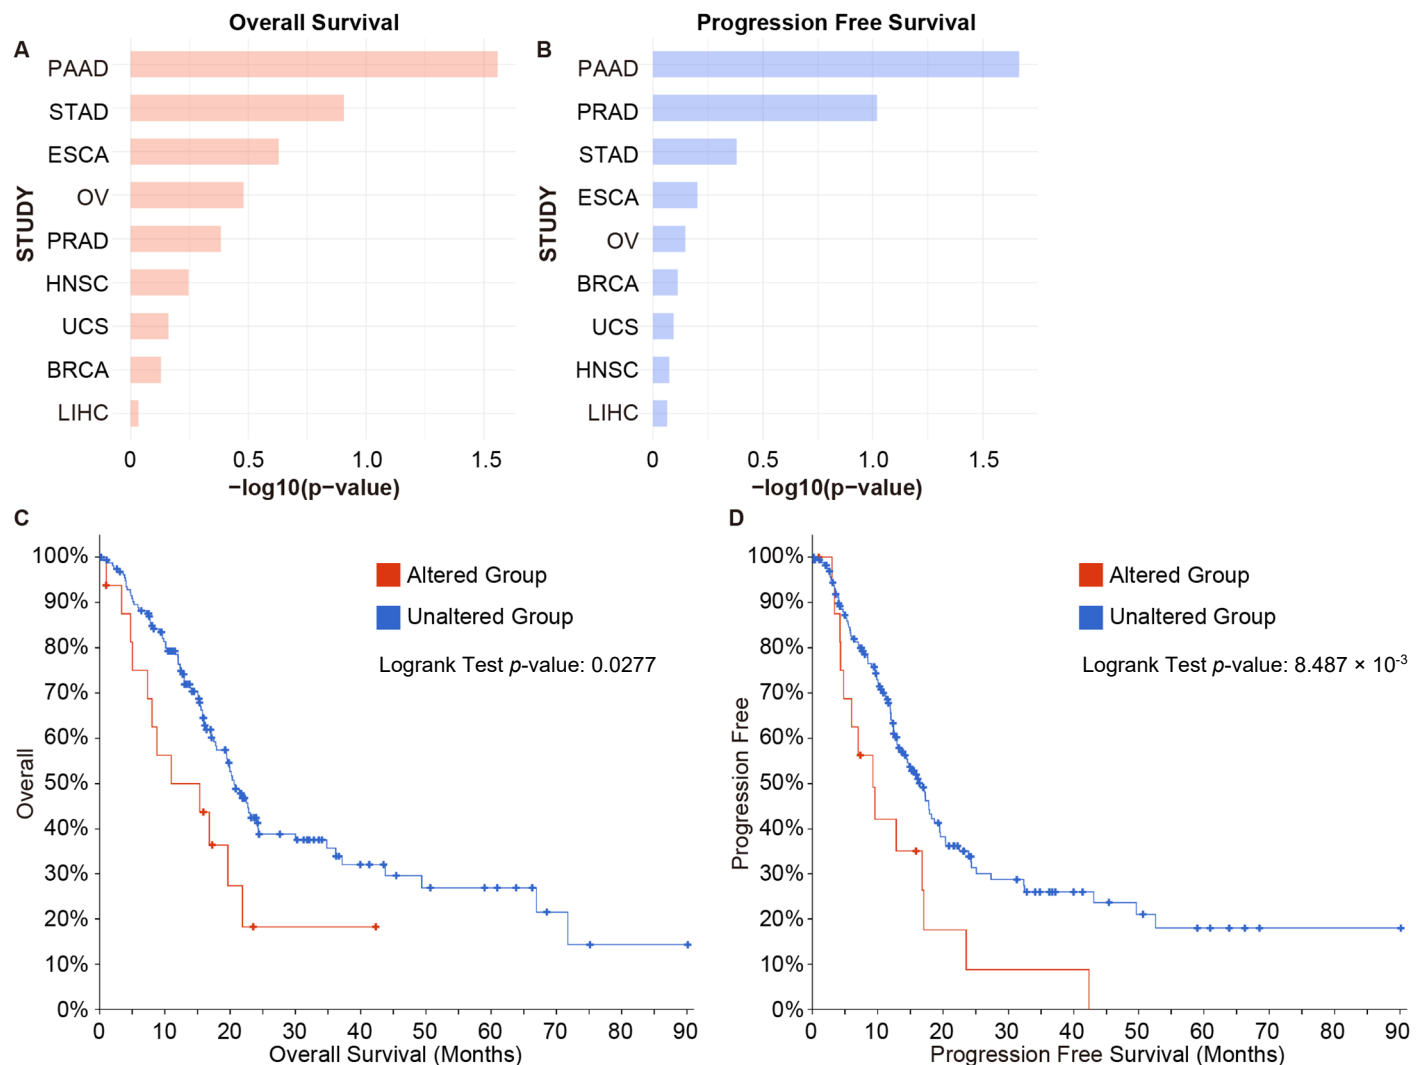 Overall Survival
Progression Free Survival
A
B
STUDY
PAAD
STAD
ESCA
OV
PRAD
HNSC
UCS
BRCA
LIHC
0 0.5 1.0 1.5
−log10(p−value)
STUDY
PAAD
PRAD
STAD
ESCA
OV
BRCA
UCS
HNSC
LIHC
0 0.5 1.0 1.5
−log10(p−value)
C
Overall
100%
90%
80%
70%
60%
50%
40%
30%
20%
10%
0%
Altered Group
Unaltered Group
Logrank Test p-value: 0.0277
0 10 20 30 40 50 60 70 80 90
Overall Survival (Months)
D
Progression Free
100%
90%
80%
70%
60%
50%
40%
30%
20%
10%
0%
Altered Group
Unaltered Group
Logrank Test p-value: 8.487 × 10⁻³
0 10 20 30 40 50 60 70 80 90
Progression Free Survival (Months)